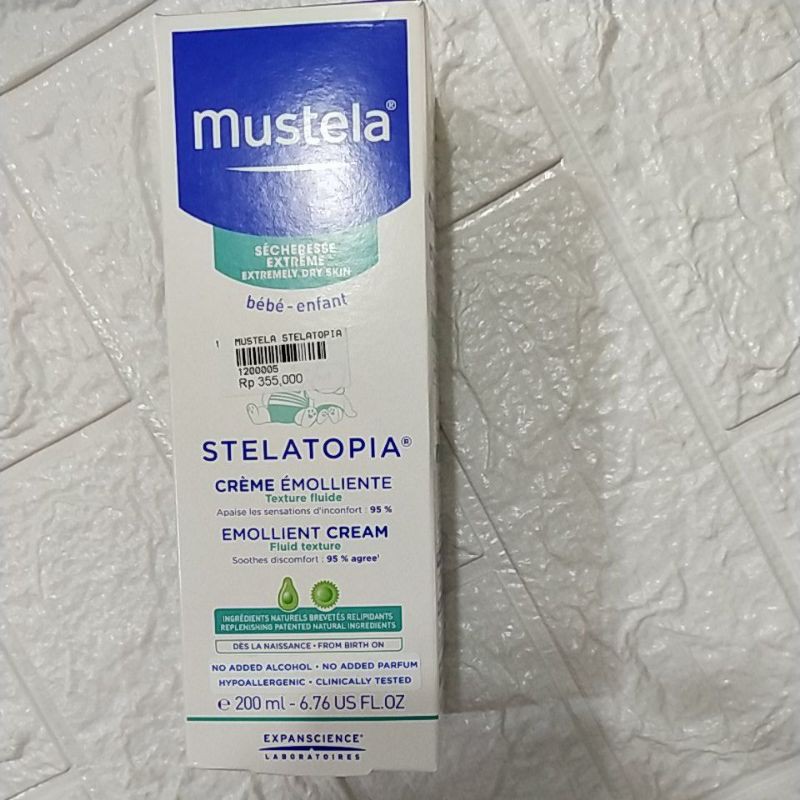 mustela®
SÉCHERESSE
EXTRÊME
EXTREMELY DRY SKIN
bébé - enfant
1 MUSTELA STELATOPIA
1200005
Rp 355,000
STELATOPIA®
CRÈME ÉMOLLIENTE
Texture fluide
Apaise les sensations d'inconfort : 95 %
EMOLLIENT CREAM
Fluid texture
Soothes discomfort : 95 % agree¹
INGRÉDIENTS NATURELS BREVETÉS RELIPIDANTS
REPLENISHING PATENTED NATURAL INGREDIENTS
DÈS LA NAISSANCE • FROM BIRTH ON
NO ADDED ALCOHOL • NO ADDED PARFUM
HYPOALLERGENIC • CLINICALLY TESTED
℮ 200 ml - 6.76 US FL.OZ
EXPANSCIENCE®
LABORATOIRES